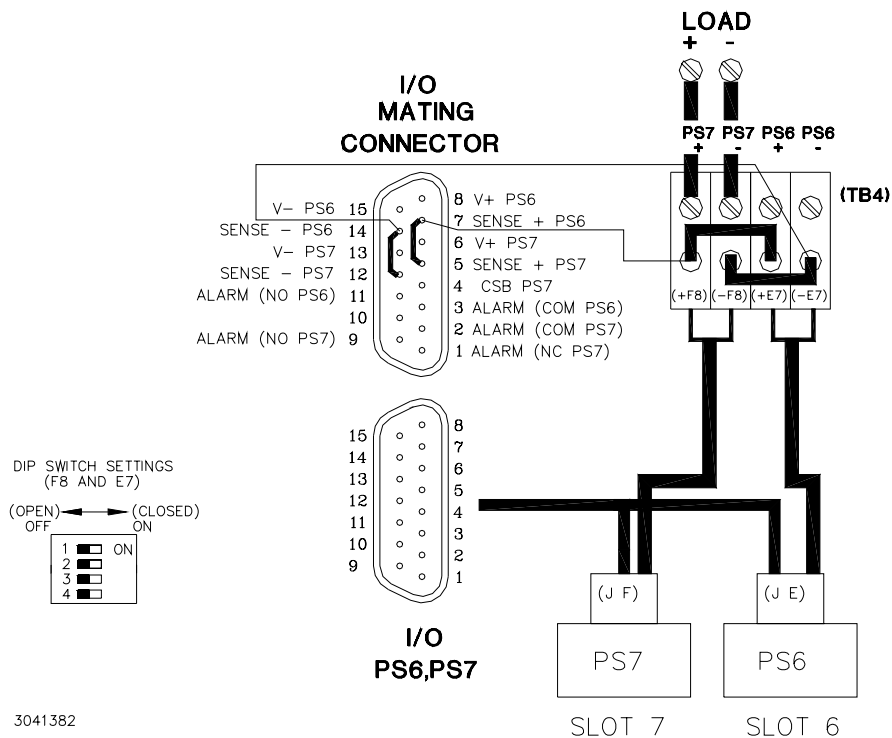 LOAD
+ -
I/O
MATING
CONNECTOR
PS7 PS7 PS6 PS6
+ - + -
(TB4)
V- PS6 15
SENSE - PS6 14
V- PS7 13
SENSE - PS7 12
ALARM (NO PS6) 11
10
ALARM (NO PS7) 9
8 V+ PS6
7 SENSE + PS6
6 V+ PS7
5 SENSE + PS7
4 CSB PS7
3 ALARM (COM PS6)
2 ALARM (COM PS7)
1 ALARM (NC PS7)
(+F8) (-F8) (+E7) (-E7)
15
14
13
12
11
10
9
8
7
6
5
4
3
2
1
DIP SWITCH SETTINGS
(F8 AND E7)
(OPEN) (CLOSED)
OFF ON
1 ON
2
3
4
I/O
PS6,PS7
(J F) (J E)
PS7 PS6
SLOT 7 SLOT 6
3041382